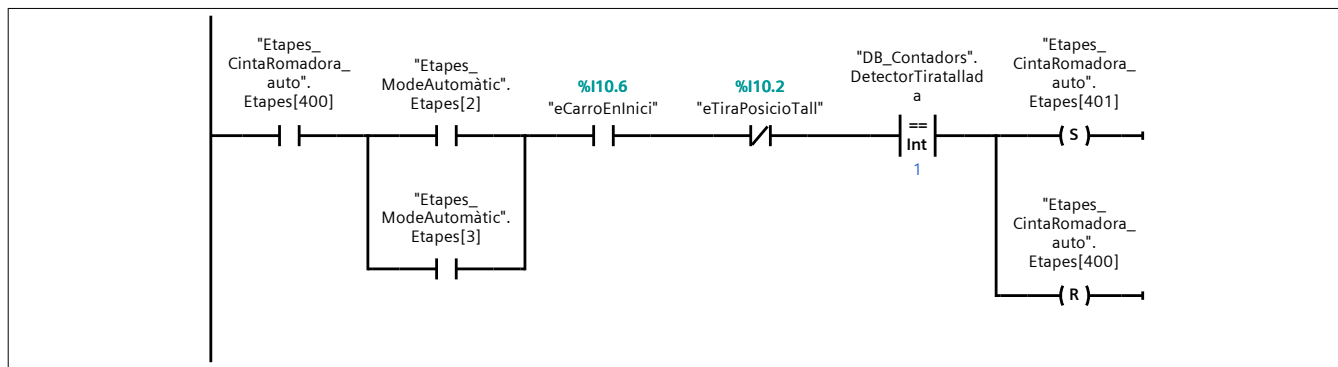 "Etapes_
CintaRomadora_
auto".
Etapes[400]
"Etapes_
ModeAutomàtic".
Etapes[2]
%I10.6
"eCarroEnInici"
%I10.2
"eTiraPosicioTall"
"DB_Contadors".
DetectorTiratallad
a
==
Int
1
"Etapes_
CintaRomadora_
auto".
Etapes[401]
S
"Etapes_
ModeAutomàtic".
Etapes[3]
"Etapes_
CintaRomadora_
auto".
Etapes[400]
R